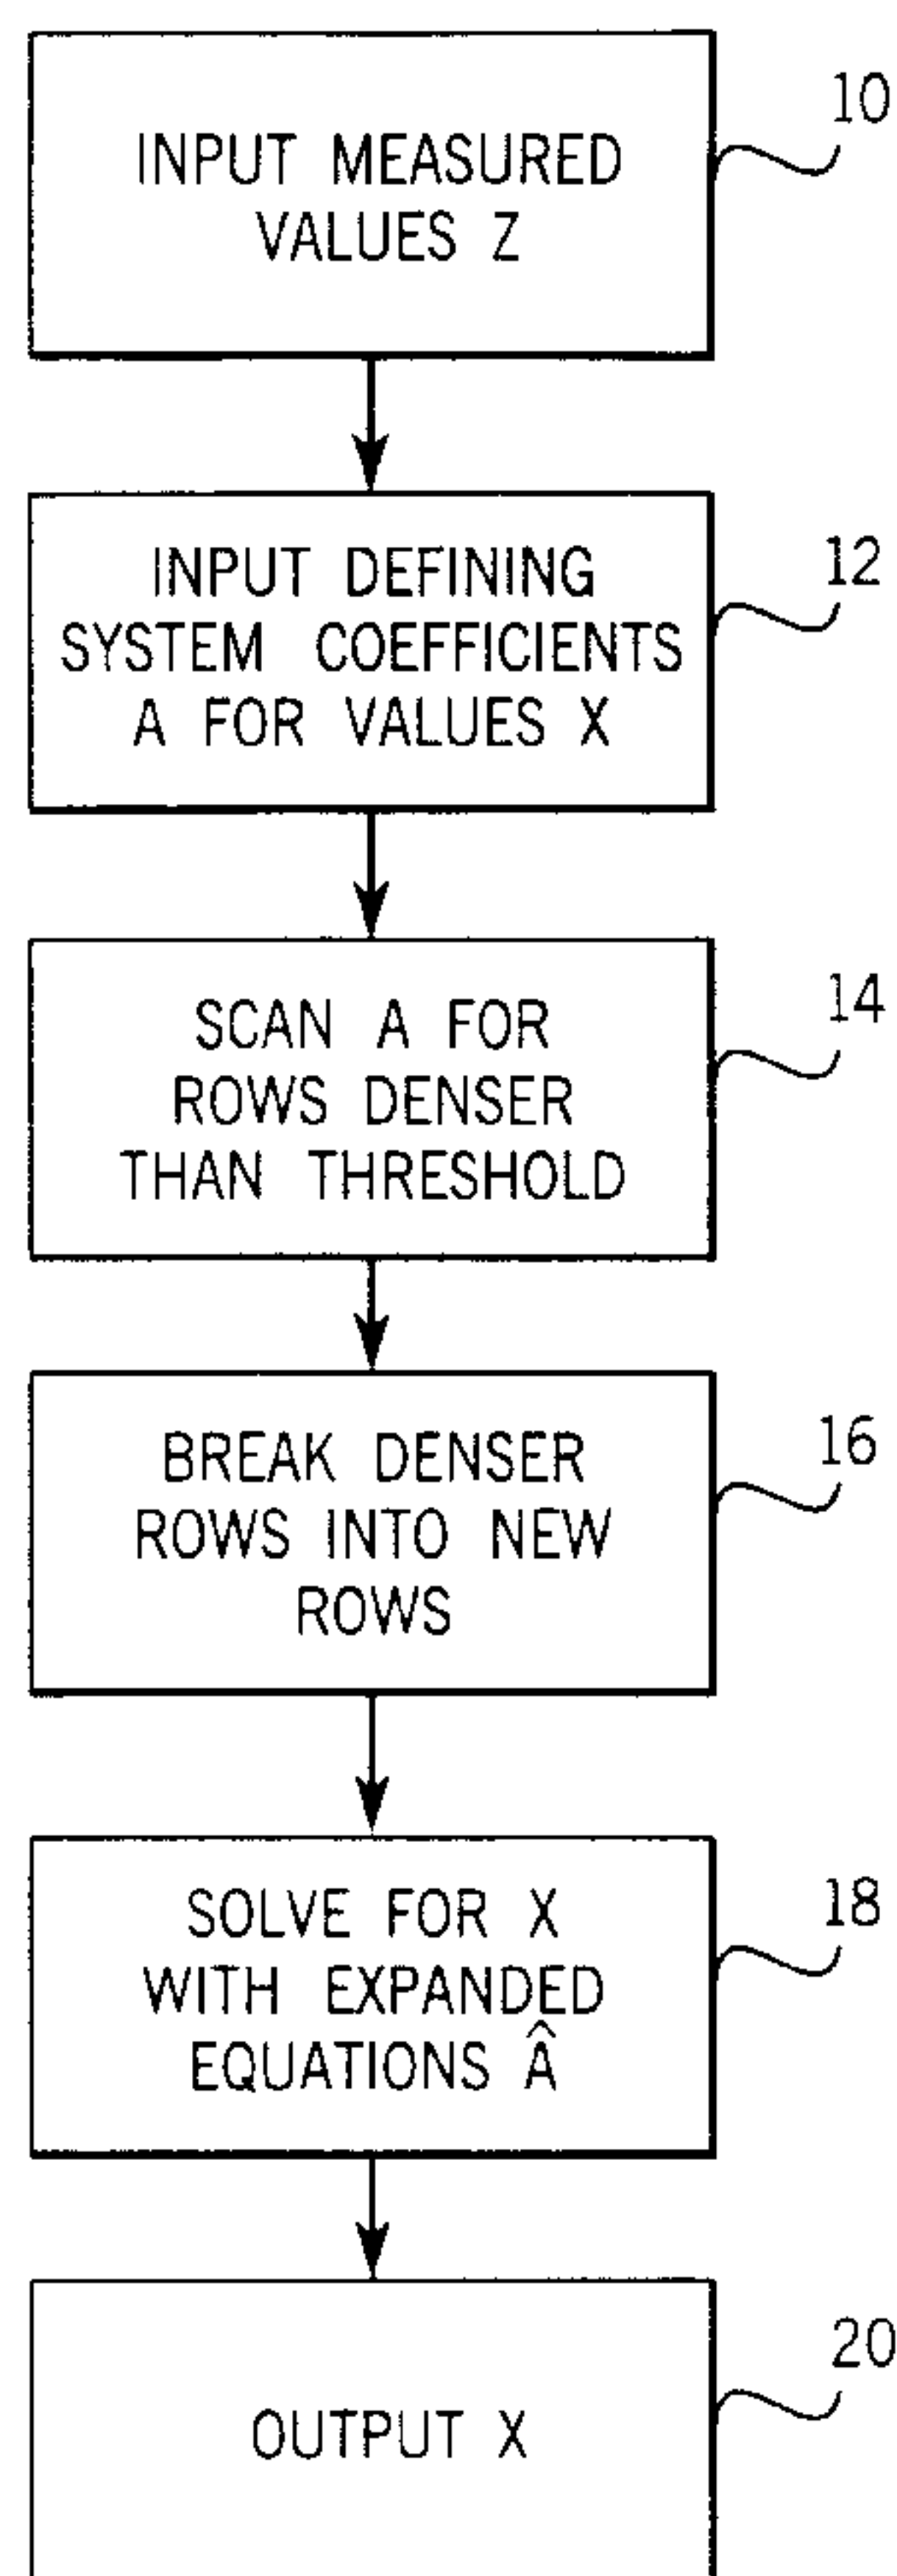 10
INPUT MEASURED
VALUES Z
12
INPUT DEFINING
SYSTEM COEFFICIENTS
A FOR VALUES X
14
SCAN A FOR
ROWS DENSER
THAN THRESHOLD
16
BREAK DENSER
ROWS INTO NEW
ROWS
18
SOLVE FOR X
WITH EXPANDED
EQUATIONS Â
20
OUTPUT X